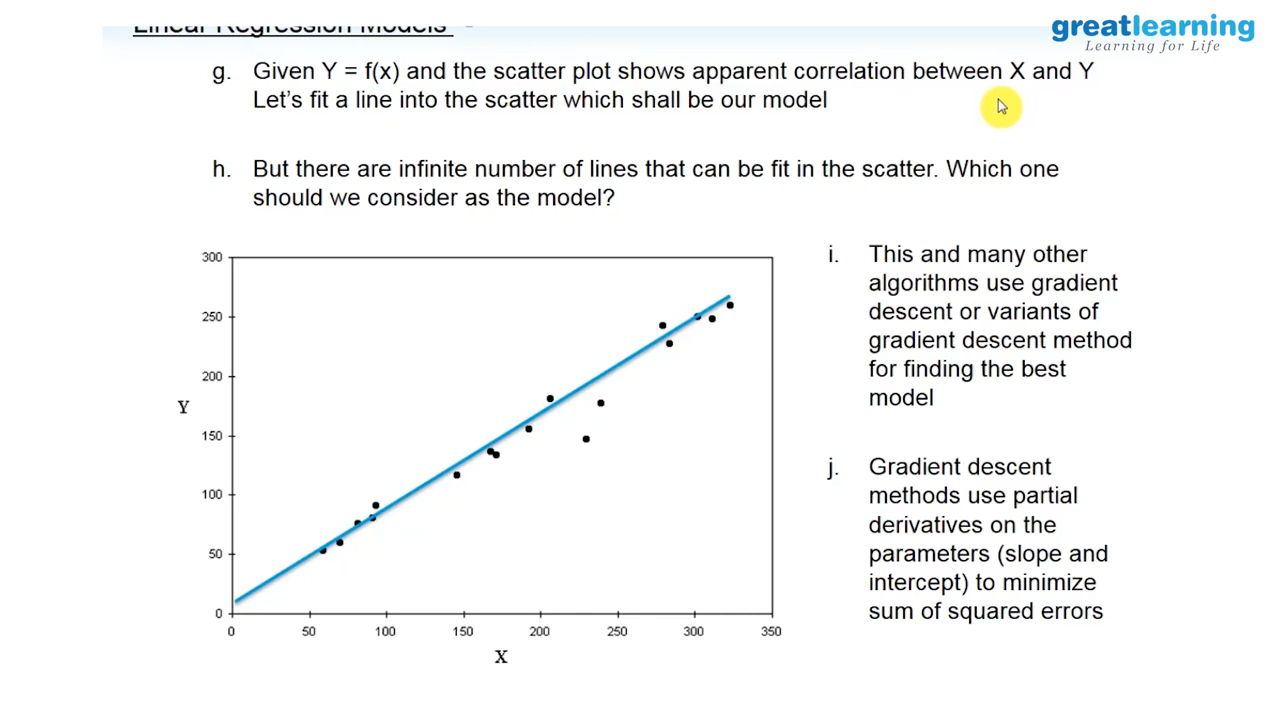 Linear Regression Models
greatlearning
Learning for Life
g. Given Y = f(x) and the scatter plot shows apparent correlation between X and Y
Let's fit a line into the scatter which shall be our model
h. But there are infinite number of lines that can be fit in the scatter. Which one
should we consider as the model?
300
250
200
150
100
50
0
Y
0 50 100 150 200 250 300 350
X
i. This and many other
algorithms use gradient
descent or variants of
gradient descent method
for finding the best
model
j. Gradient descent
methods use partial
derivatives on the
parameters (slope and
intercept) to minimize
sum of squared errors